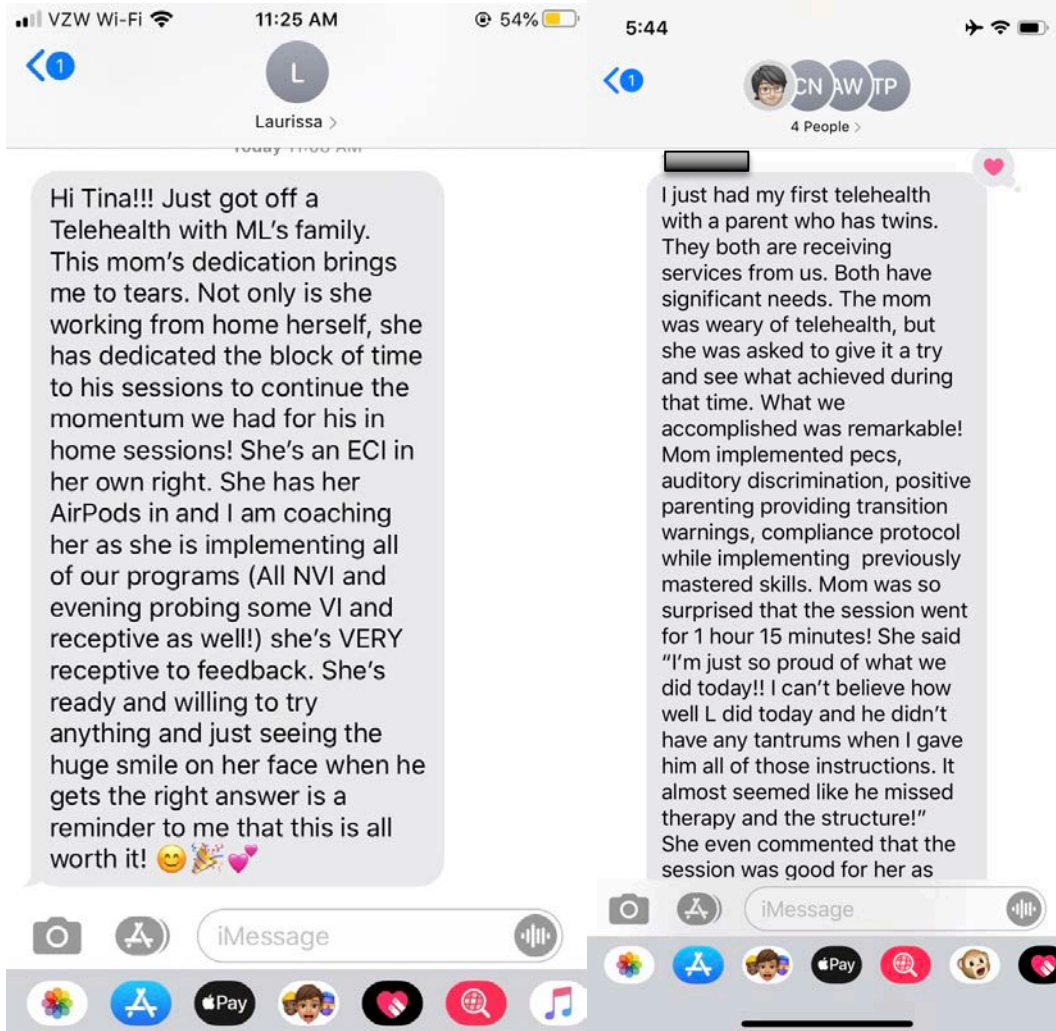 VZW Wi-Fi
11:25 AM
54%
1
L
Laurissa >
Hi Tina!!! Just got off a
Telehealth with ML's family.
This mom's dedication brings
me to tears. Not only is she
working from home herself, she
has dedicated the block of time
to his sessions to continue the
momentum we had for his in
home sessions! She's an ECI in
her own right. She has her
AirPods in and I am coaching
her as she is implementing all
of our programs (All NVI and
evening probing some VI and
receptive as well!) she's VERY
receptive to feedback. She's
ready and willing to try
anything and just seeing the
huge smile on her face when he
gets the right answer is a
reminder to me that this is all
worth it! 😊🎉💕
iMessage
Pay
5:44
1
CN AW TP
4 People >
I just had my first telehealth
with a parent who has twins.
They both are receiving
services from us. Both have
significant needs. The mom
was weary of telehealth, but
she was asked to give it a try
and see what achieved during
that time. What we
accomplished was remarkable!
Mom implemented pecs,
auditory discrimination, positive
parenting providing transition
warnings, compliance protocol
while implementing previously
mastered skills. Mom was so
surprised that the session went
for 1 hour 15 minutes! She said
“I'm just so proud of what we
did today!! I can't believe how
well L did today and he didn't
have any tantrums when I gave
him all of those instructions. It
almost seemed like he missed
therapy and the structure!”
She even commented that the
session was good for her as
iMessage
Pay